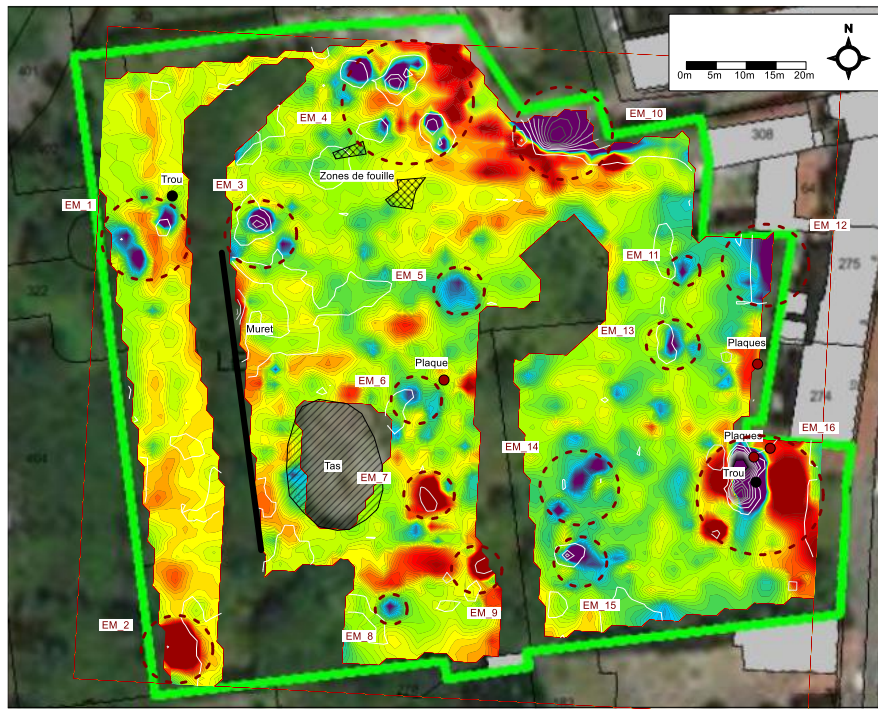 N
0m 5m 10m 15m 20m
EM_10
308
EM_4
401
Zones de fouille
Trou
EM_3
64
EM_1
EM_12
EM_11
275
EM_5
322
Muret
EM_13
Plaques
Plaque
EM_6
274
EM_16
Plaques
EM_14
Tas
Trou
EM_7
EM_15
EM_9
EM_2
EM_8